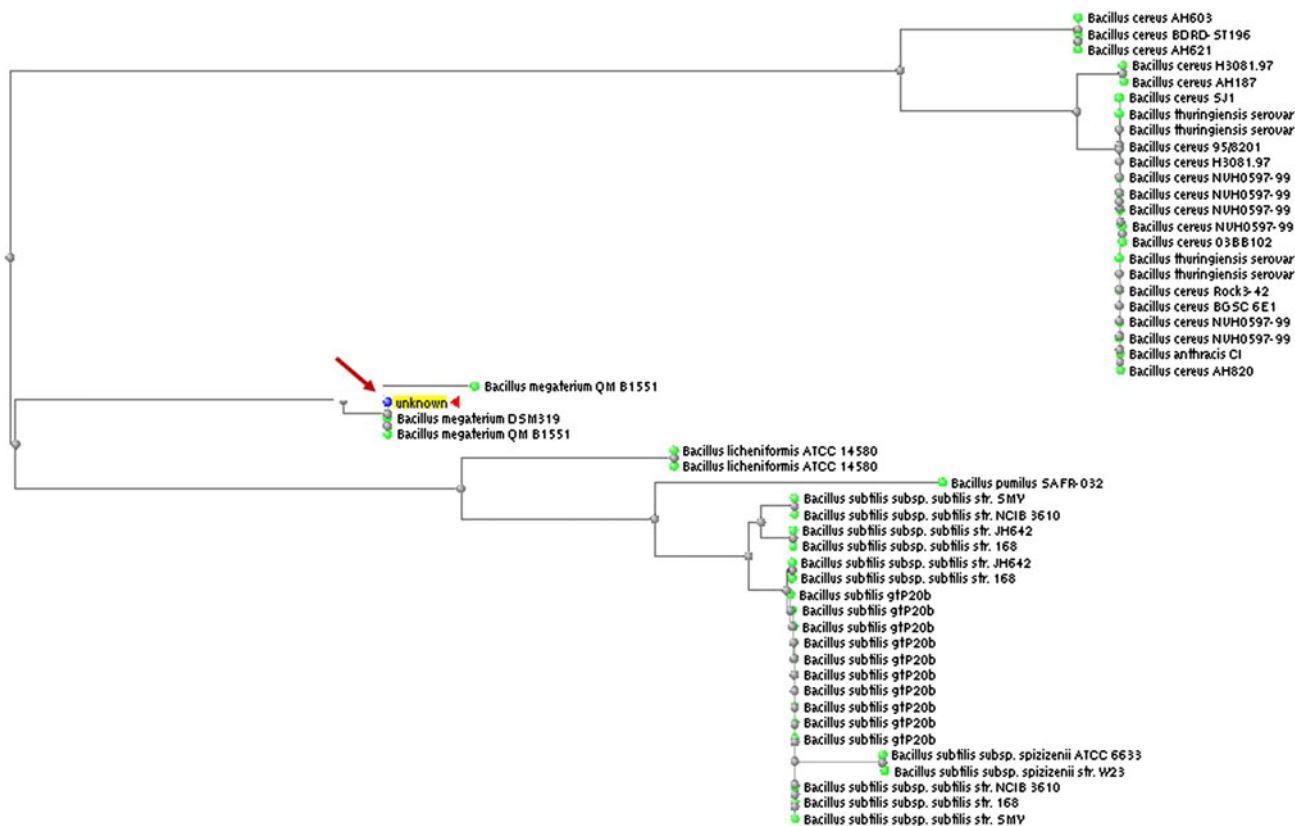 Bacillus cereus AH603
Bacillus cereus BDRD-ST196
Bacillus cereus AH621
Bacillus cereus H3081.97
Bacillus cereus AH187
Bacillus cereus SJ1
Bacillus thuringiensis serovar
Bacillus thuringiensis serovar
Bacillus cereus 95/8201
Bacillus cereus H3081.97
Bacillus cereus NVH0597-99
Bacillus cereus NVH0597-99
Bacillus cereus NVH0597-99
Bacillus cereus NVH0597-99
Bacillus cereus 03BB102
Bacillus thuringiensis serovar
Bacillus thuringiensis serovar
Bacillus cereus Rock3-42
Bacillus cereus BGSC 6E1
Bacillus cereus NVH0597-99
Bacillus cereus NVH0597-99
Bacillus anthracis CI
Bacillus cereus AH820
Bacillus megaterium QM B1551
unknown
Bacillus megaterium DSM319
Bacillus megaterium QM B1551
Bacillus licheniformis ATCC 14580
Bacillus licheniformis ATCC 14580
Bacillus pumilus SAFR-032
Bacillus subtilis subsp. subtilis str. SMY
Bacillus subtilis subsp. subtilis str. NCIB 3610
Bacillus subtilis subsp. subtilis str. JH642
Bacillus subtilis subsp. subtilis str. 168
Bacillus subtilis subsp. subtilis str. JH642
Bacillus subtilis subsp. subtilis str. 168
Bacillus subtilis gtP20b
Bacillus subtilis gtP20b
Bacillus subtilis gtP20b
Bacillus subtilis gtP20b
Bacillus subtilis gtP20b
Bacillus subtilis gtP20b
Bacillus subtilis gtP20b
Bacillus subtilis gtP20b
Bacillus subtilis gtP20b
Bacillus subtilis gtP20b
Bacillus subtilis subsp. spizizenii ATCC 6633
Bacillus subtilis subsp. spizizenii str. W23
Bacillus subtilis subsp. subtilis str. NCIB 3610
Bacillus subtilis subsp. subtilis str. 168
Bacillus subtilis subsp. subtilis str. SMY